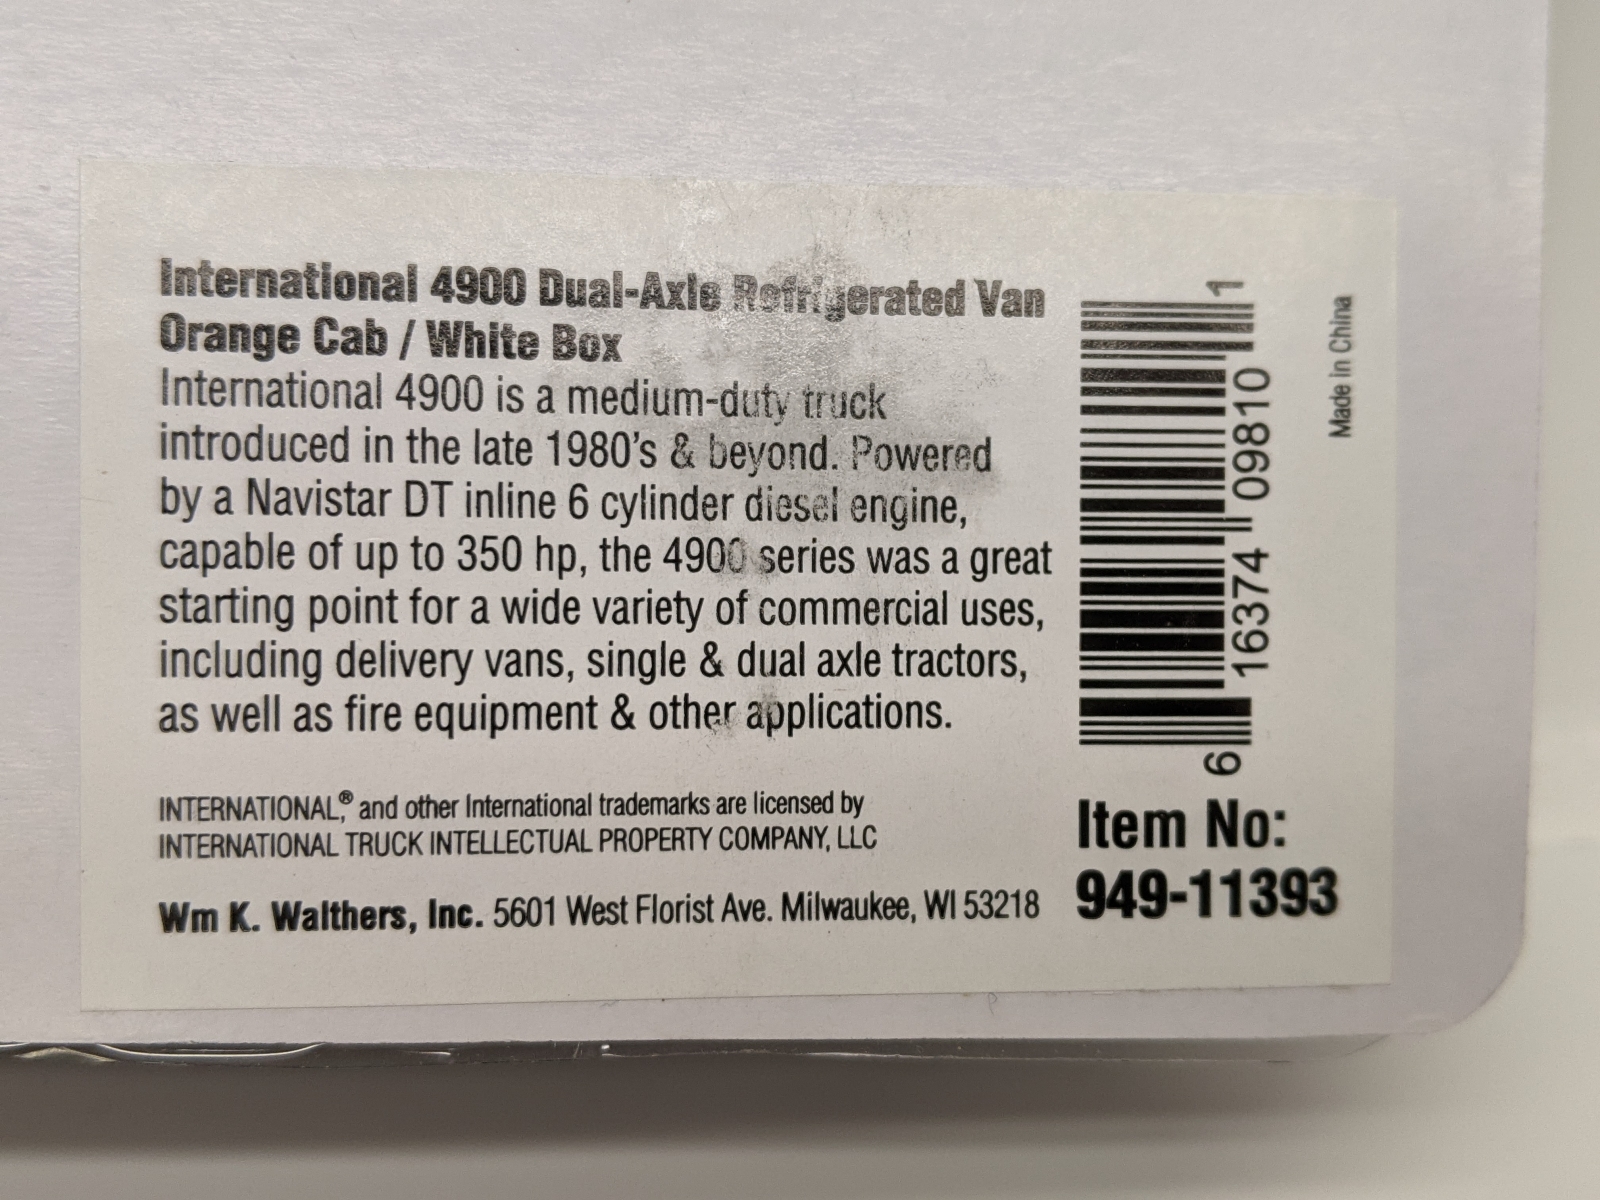 International 4900 Dual-Axle Refrigerated Van
Orange Cab / White Box
International 4900 is a medium-duty truck
introduced in the late 1980's & beyond. Powered
by a Navistar DT inline 6 cylinder diesel engine,
capable of up to 350 hp, the 4900 series was a great
starting point for a wide variety of commercial uses,
including delivery vans, single & dual axle tractors,
as well as fire equipment & other applications.
INTERNATIONAL,® and other International trademarks are licensed by
INTERNATIONAL TRUCK INTELLECTUAL PROPERTY COMPANY, LLC
Wm K. Walthers, Inc. 5601 West Florist Ave. Milwaukee, WI 53218
6 16374 09810 1
Made in China
Item No:
949-11393